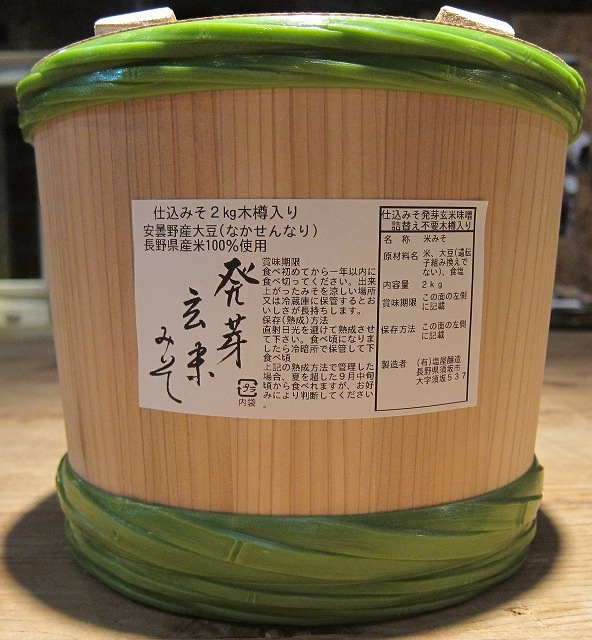 仕込みそ2kg木樽入り
安曇野産大豆(なかせんなり)
長野県産米100%使用
発芽
玄米
みそ
賞味期限
食べ初めてから一年以内に
食べ切ってください。出来
上がったみそを涼しい場所
又は冷蔵庫に保管するとお
いしさが長持ちします。
保存(熟成)方法
直射日光を避けて熟成させ
て下さい。食べ頃になりま
したら冷暗所で保管して下
食べ頃
上記の熟成方法で管理した
場合、夏を超した9月中旬
頃から食べれますが、お好
みにより判断してください
。
プラ
内袋
仕込みそ発芽玄米味噌
詰替え不要木樽入り
名 称 米みそ
原材料名 米、大豆(遺伝
子組み換えで
ない)、食塩
内容量 2kg
賞味期限 この面の左側
に記載
保存方法 この面の左側
に記載
製造者 (有)塩屋醸造
長野県須坂市
大字須坂537